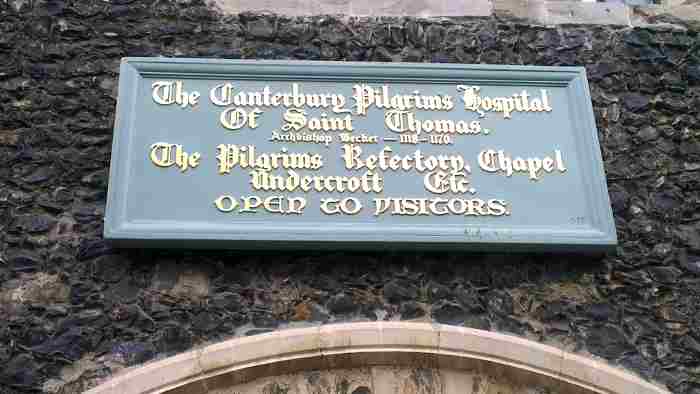 The Canterbury Pilgrims Hospital
Of Saint Thomas.
Archbishop Becket — 1118 – 1170.
The Pilgrims Refectory, Chapel
Undercroft Etc.
OPEN TO VISITORS.